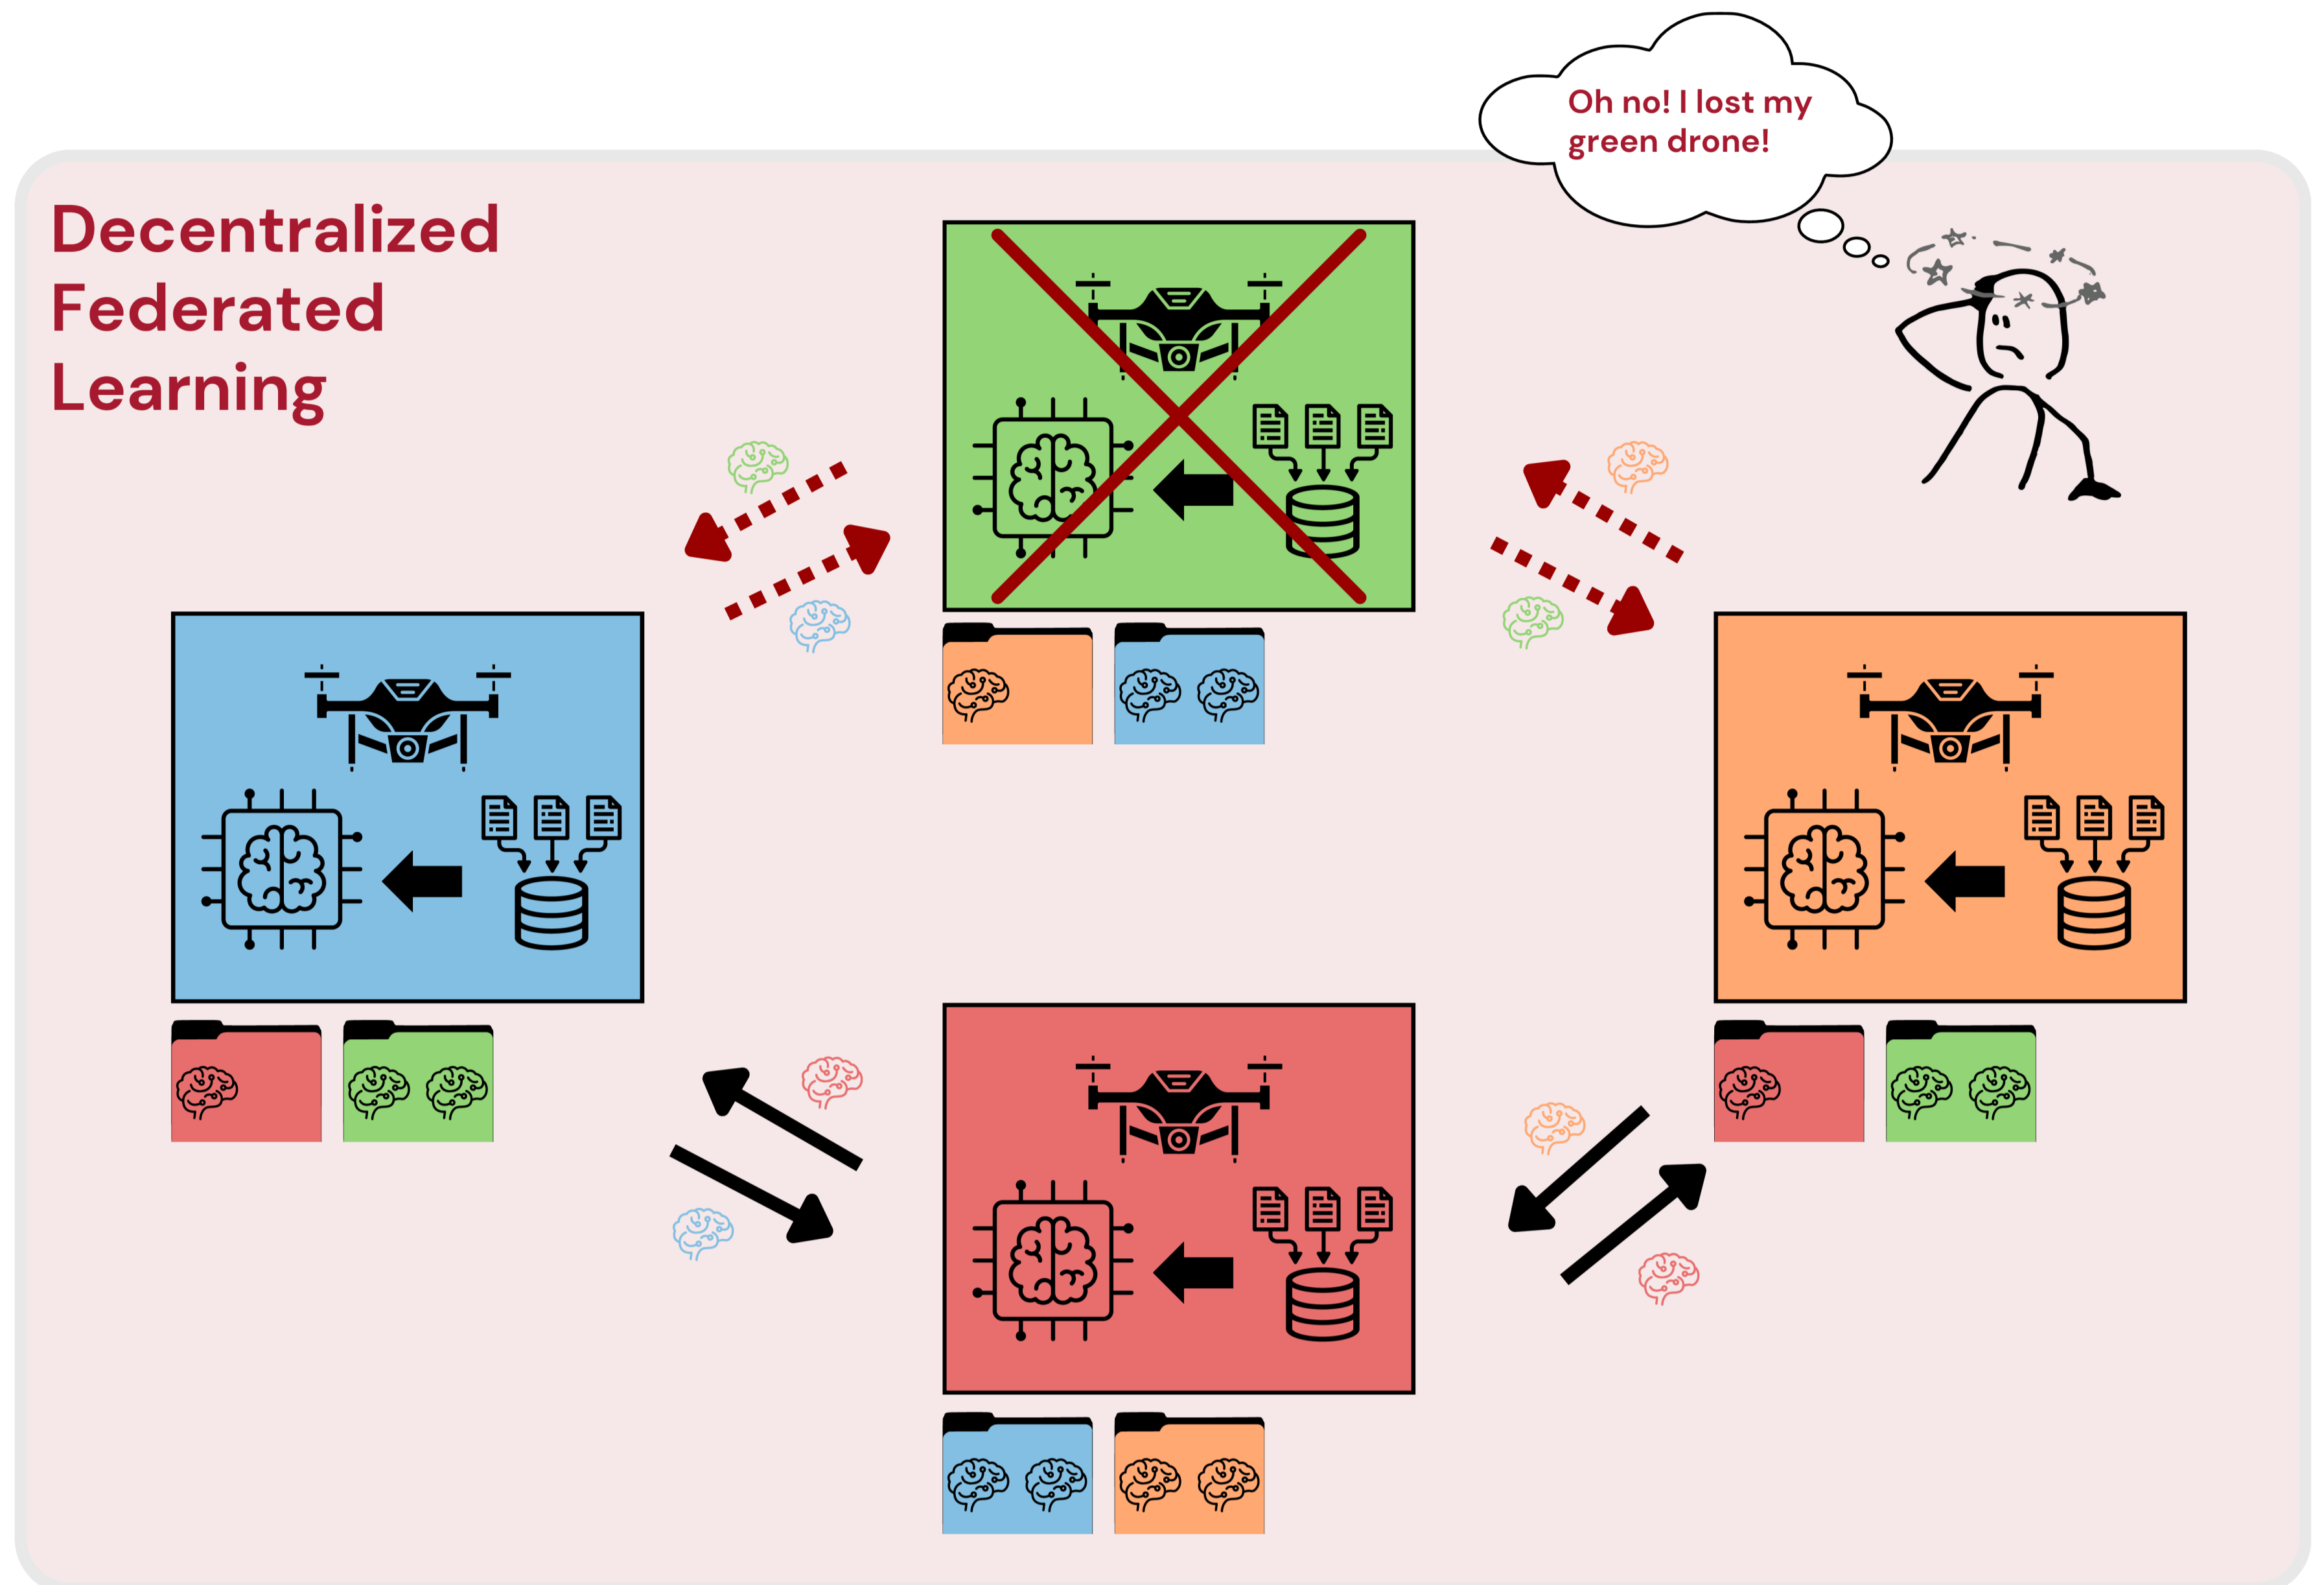 Oh no! I lost my
green drone!
Decentralized
Federated
Learning